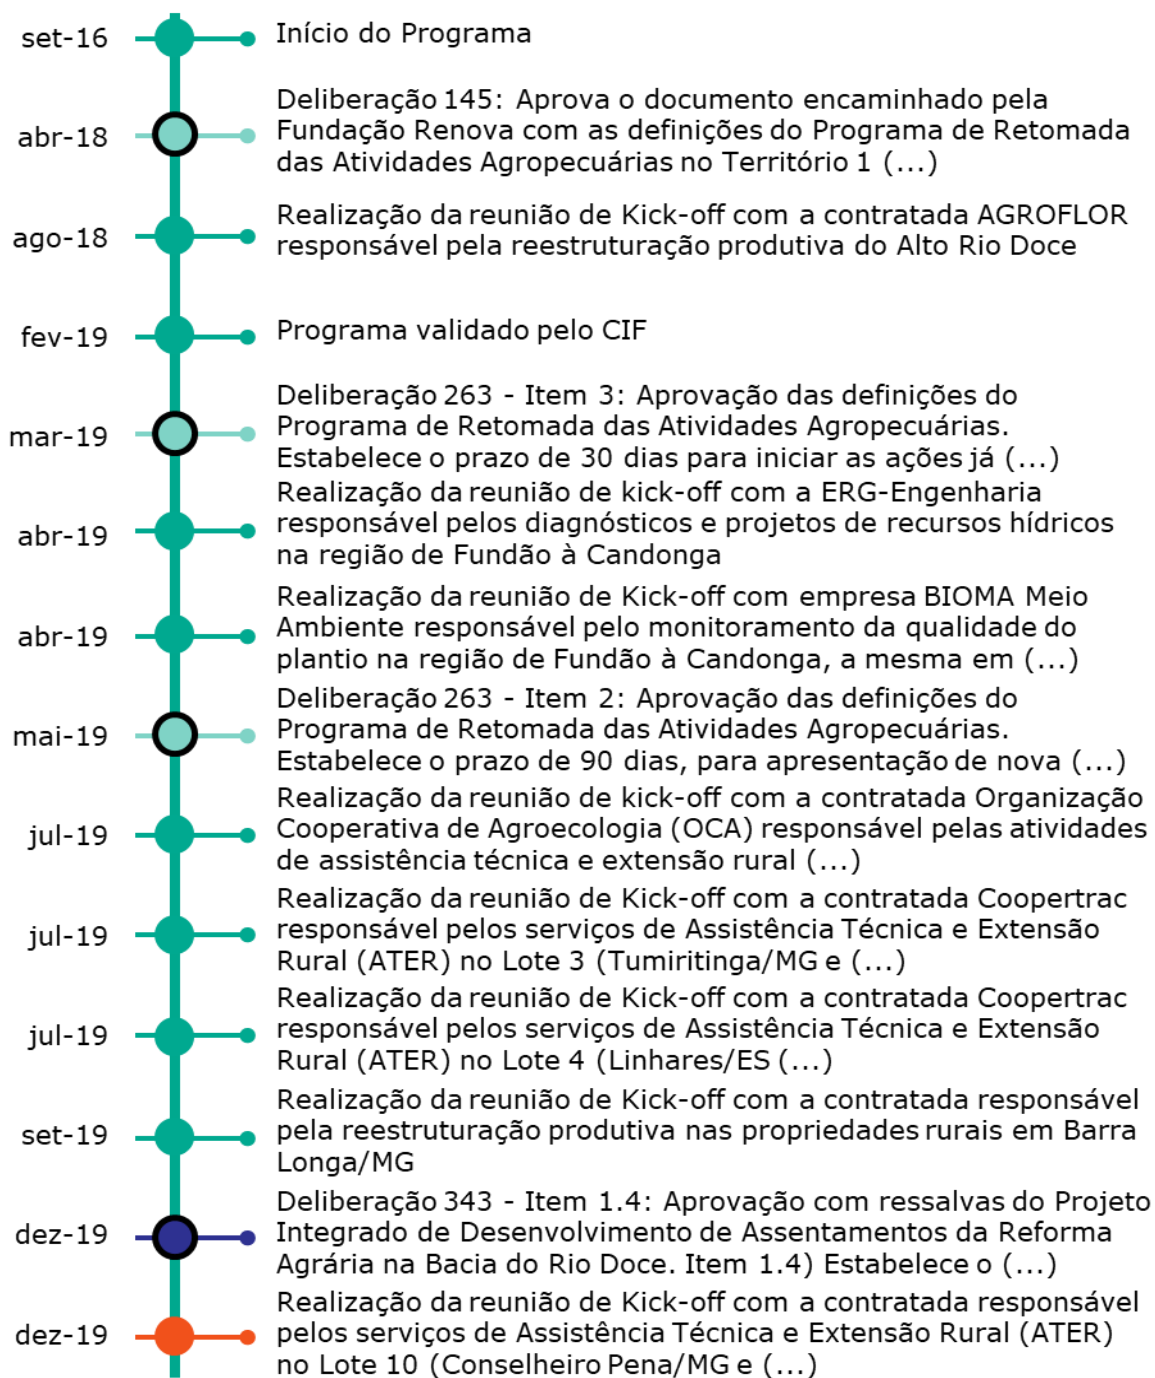 set-16
Início do Programa
abr-18
Deliberação 145: Aprova o documento encaminhado pela
Fundação Renova com as definições do Programa de Retomada
das Atividades Agropecuárias no Território 1 (...)
ago-18
Realização da reunião de Kick-off com a contratada AGROFLOR
responsável pela reestruturação produtiva do Alto Rio Doce
fev-19
Programa validado pelo CIF
mar-19
Deliberação 263 - Item 3: Aprovação das definições do
Programa de Retomada das Atividades Agropecuárias.
Estabelece o prazo de 30 dias para iniciar as ações já (...)
abr-19
Realização da reunião de kick-off com a ERG-Engenharia
responsável pelos diagnósticos e projetos de recursos hídricos
na região de Fundão à Candonga
abr-19
Realização da reunião de Kick-off com empresa BIOMA Meio
Ambiente responsável pelo monitoramento da qualidade do
plantio na região de Fundão à Candonga, a mesma em (...)
mai-19
Deliberação 263 - Item 2: Aprovação das definições do
Programa de Retomada das Atividades Agropecuárias.
Estabelece o prazo de 90 dias, para apresentação de nova (...)
jul-19
Realização da reunião de kick-off com a contratada Organização
Cooperativa de Agroecologia (OCA) responsável pelas atividades
de assistência técnica e extensão rural (...)
jul-19
Realização da reunião de Kick-off com a contratada Coopertrac
responsável pelos serviços de Assistência Técnica e Extensão
Rural (ATER) no Lote 3 (Tumiritinga/MG e (...)
jul-19
Realização da reunião de Kick-off com a contratada Coopertrac
responsável pelos serviços de Assistência Técnica e Extensão
Rural (ATER) no Lote 4 (Linhares/ES (...)
set-19
Realização da reunião de Kick-off com a contratada responsável
pela reestruturação produtiva nas propriedades rurais em Barra
Longa/MG
dez-19
Deliberação 343 - Item 1.4: Aprovação com ressalvas do Projeto
Integrado de Desenvolvimento de Assentamentos da Reforma
Agrária na Bacia do Rio Doce. Item 1.4) Estabelece o (...)
dez-19
Realização da reunião de Kick-off com a contratada responsável
pelos serviços de Assistência Técnica e Extensão Rural (ATER)
no Lote 10 (Conselheiro Pena/MG e (...)